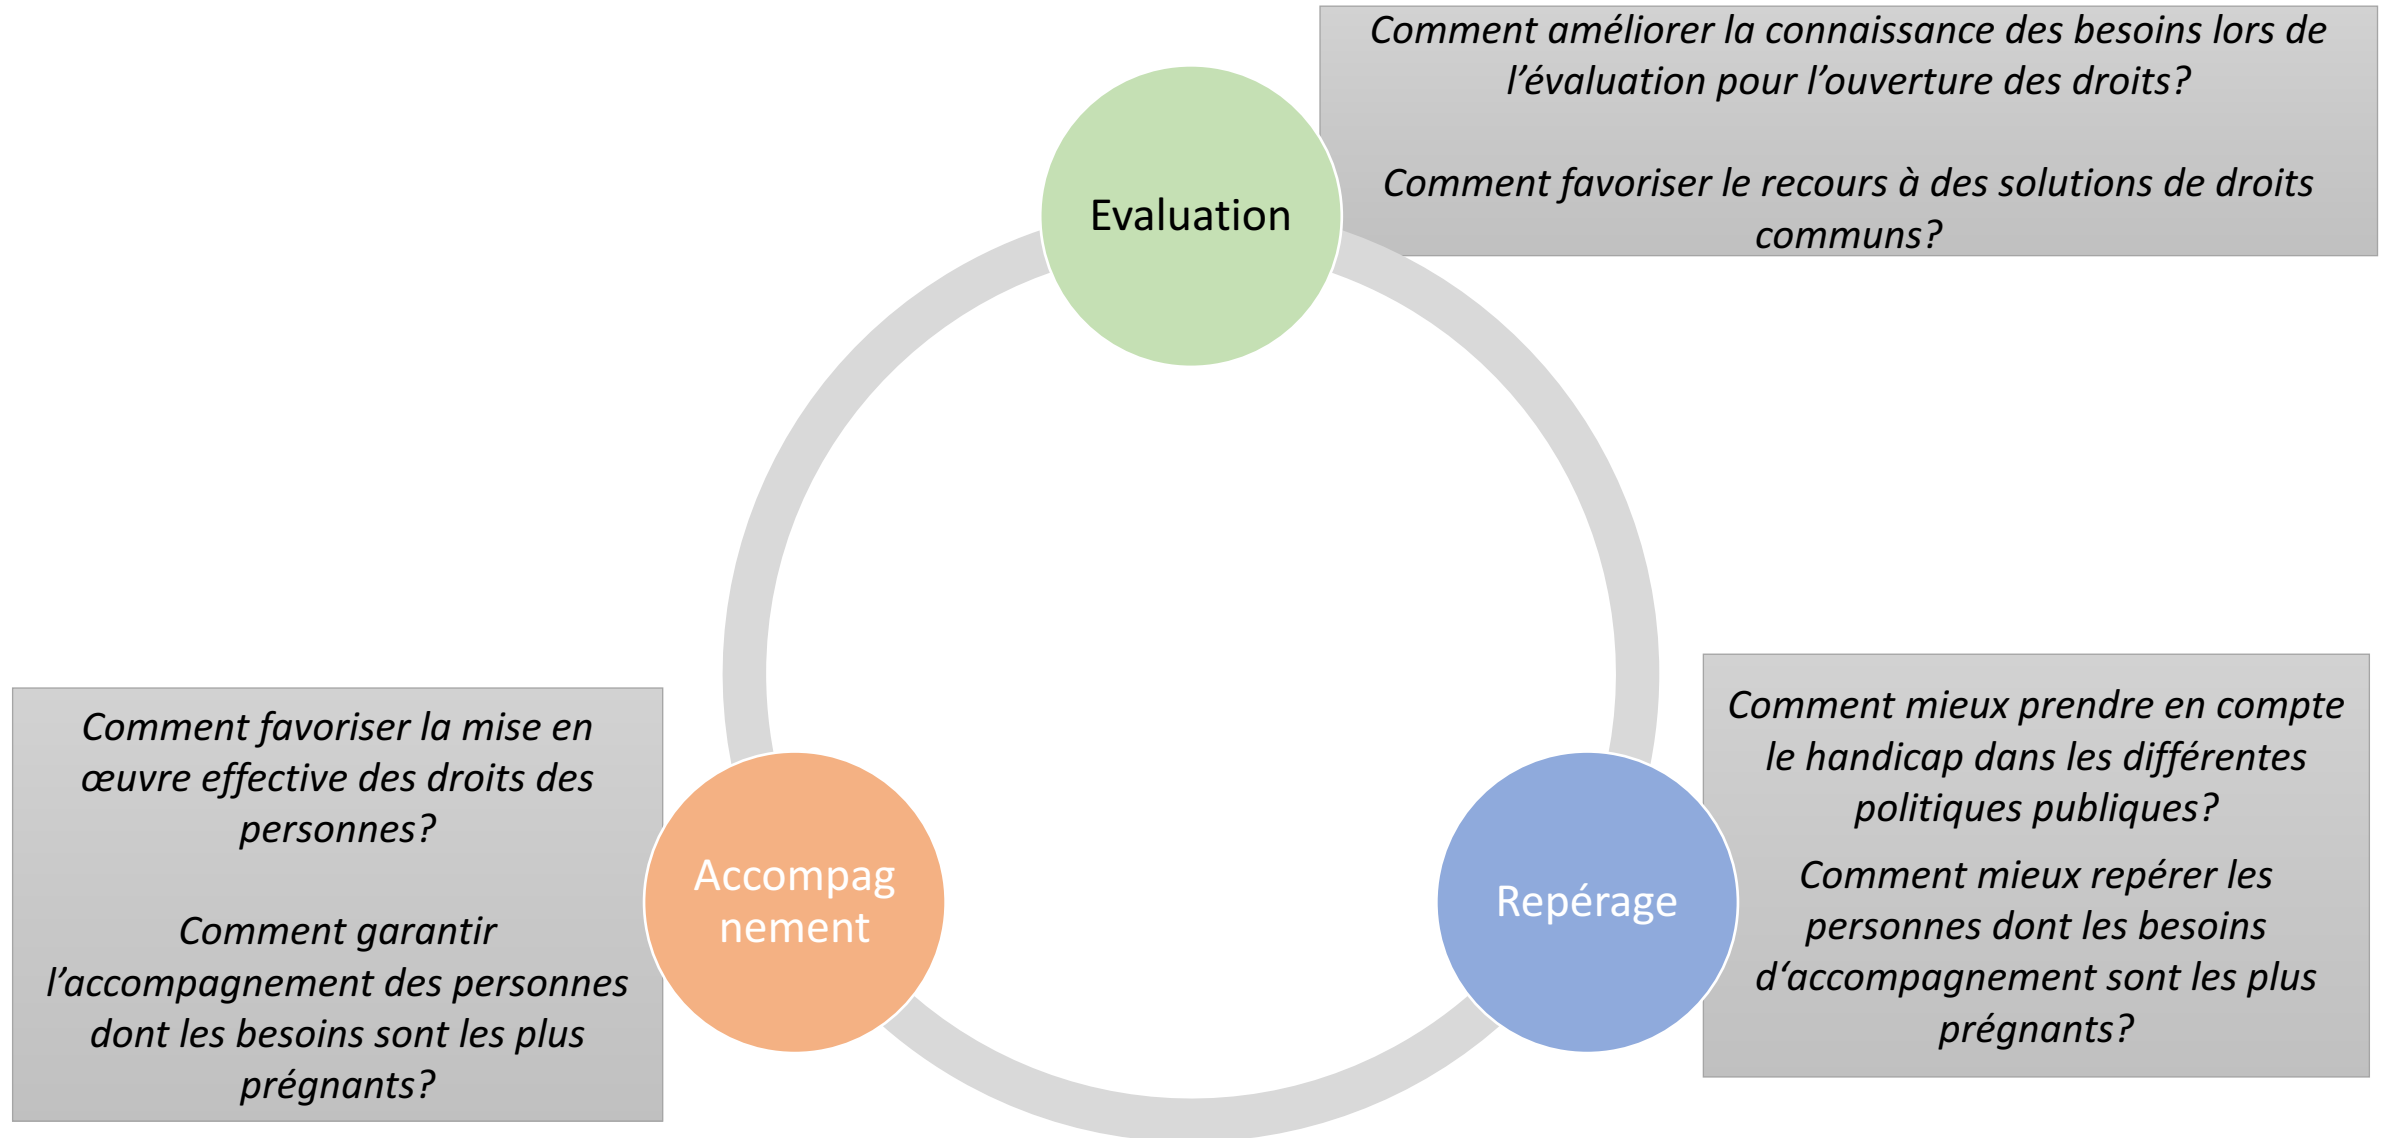 Comment améliorer la connaissance des besoins lors de
l’évaluation pour l’ouverture des droits?
Comment favoriser le recours à des solutions de droits
communs?
Evaluation
Comment mieux prendre en compte
le handicap dans les différentes
politiques publiques?
Comment mieux repérer les
personnes dont les besoins
d‘accompagnement sont les plus
prégnants?
Repérage
Comment favoriser la mise en
œuvre effective des droits des
personnes?
Comment garantir
l’accompagnement des personnes
dont les besoins sont les plus
prégnants?
Accompag
nement